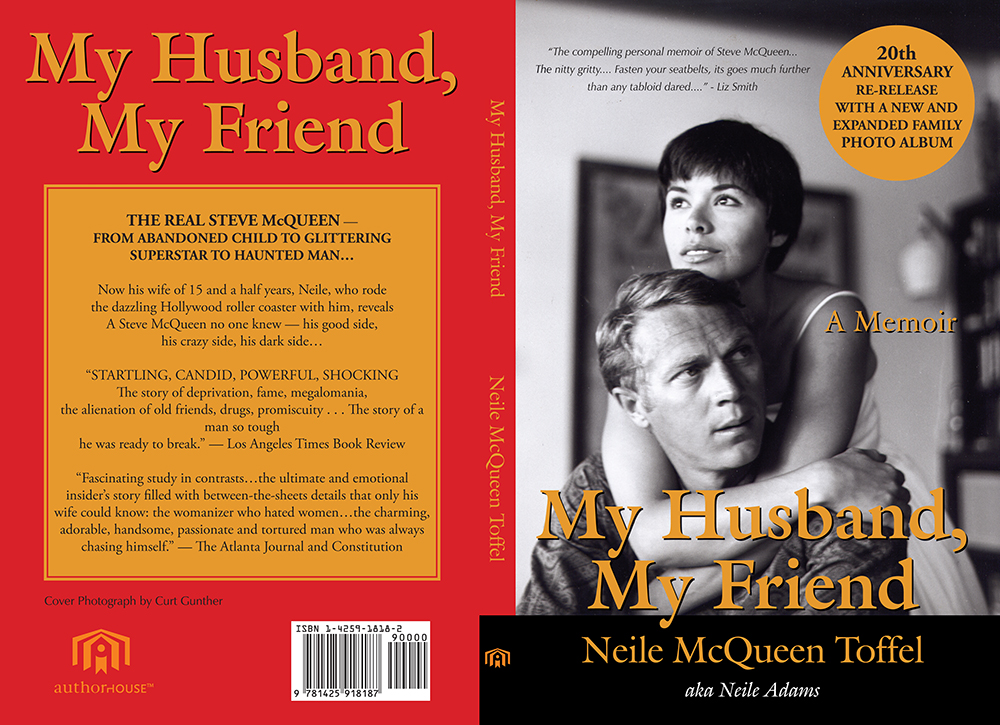 My Husband,
My Friend
THE REAL STEVE McQUEEN —
FROM ABANDONED CHILD TO GLITTERING
SUPERSTAR TO HAUNTED MAN…
Now his wife of 15 and a half years, Neile, who rode
the dazzling Hollywood roller coaster with him, reveals
A Steve McQueen no one knew — his good side,
his crazy side, his dark side…
“STARTLING, CANDID, POWERFUL, SHOCKING
The story of deprivation, fame, megalomania,
the alienation of old friends, drugs, promiscuity . . . The story of a
man so tough
he was ready to break.” — Los Angeles Times Book Review
“Fascinating study in contrasts…the ultimate and emotional
insider’s story filled with between-the-sheets details that only his
wife could know: the womanizer who hated women…the charming,
adorable, handsome, passionate and tortured man who was always
chasing himself.” — The Atlanta Journal and Constitution
Cover Photograph by Curt Gunther
authorHOUSE™
ISBN 1-4259-1818-2
90000
9 781425 918187
My Husband, My Friend
Neile McQueen Toffel
“The compelling personal memoir of Steve McQueen...
The nitty gritty.... Fasten your seatbelts, its goes much further
than any tabloid dared....” - Liz Smith
20th
ANNIVERSARY
RE-RELEASE
WITH A NEW AND
EXPANDED FAMILY
PHOTO ALBUM
A Memoir
My Husband,
My Friend
Neile McQueen Toffel
aka Neile Adams